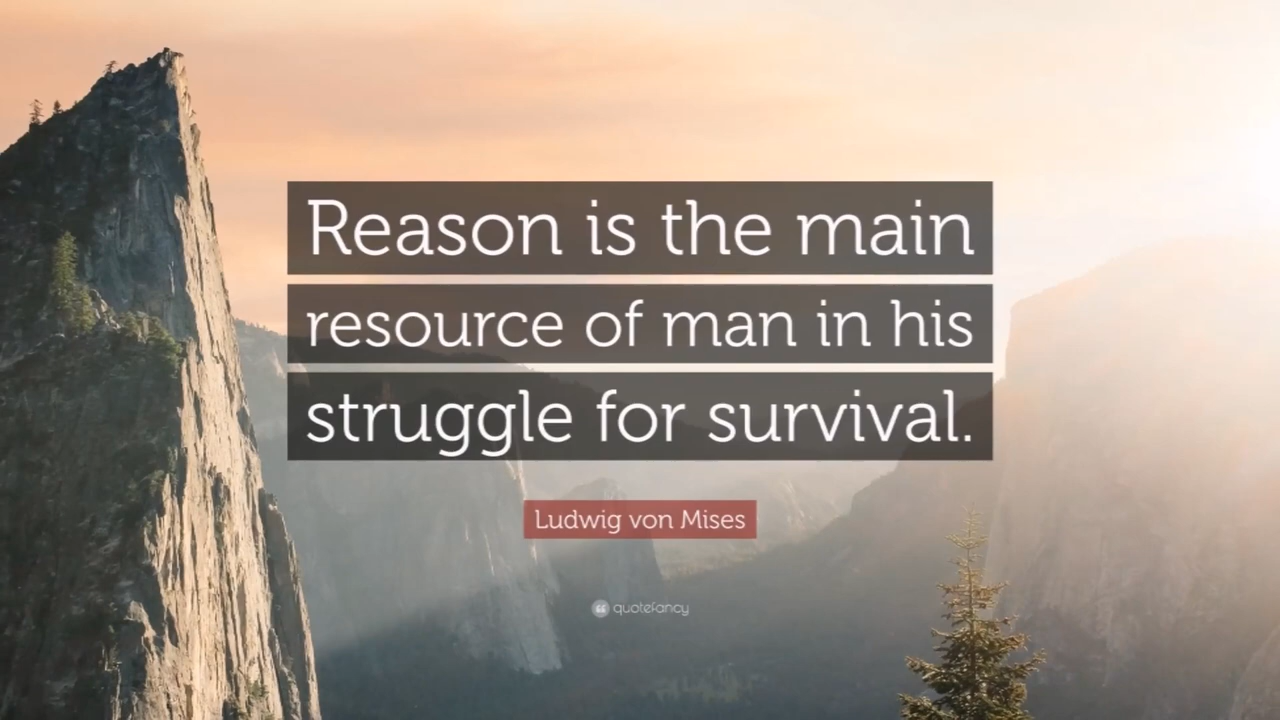 Reason is the main
resource of man in his
struggle for survival.
Ludwig von Mises
quotefancy